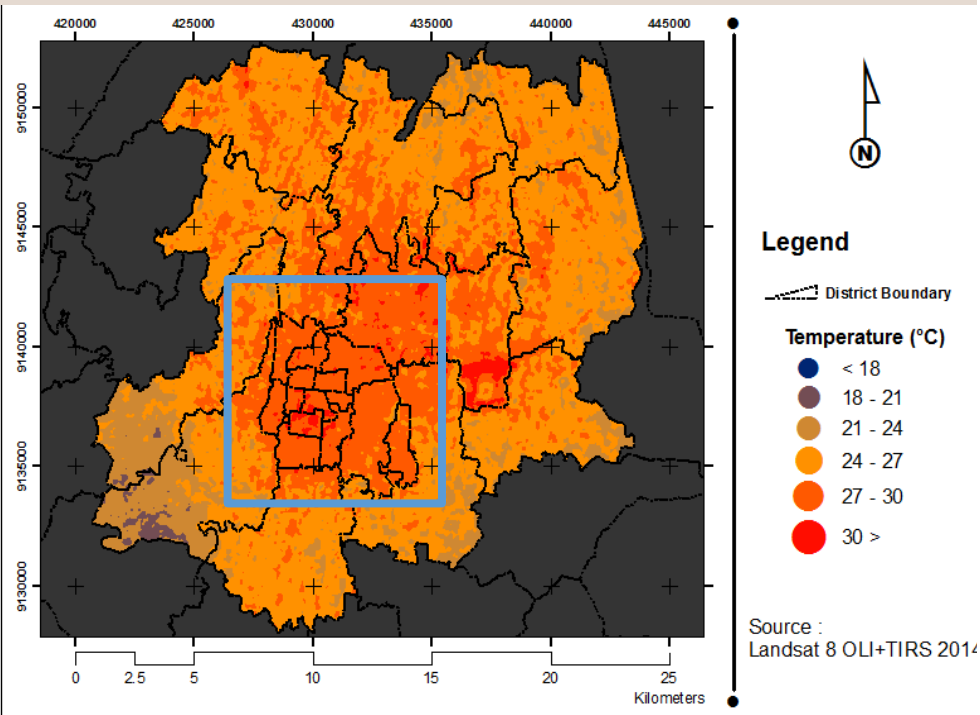 420000 425000 430000 435000 440000 445000
9150000
9145000
9140000
9135000
9130000
0 2.5 5 10 15 20 25
Kilometers
N
Legend
District Boundary
Temperature (°C)
< 18
18 - 21
21 - 24
24 - 27
27 - 30
30 >
Source :
Landsat 8 OLI+TIRS 2014